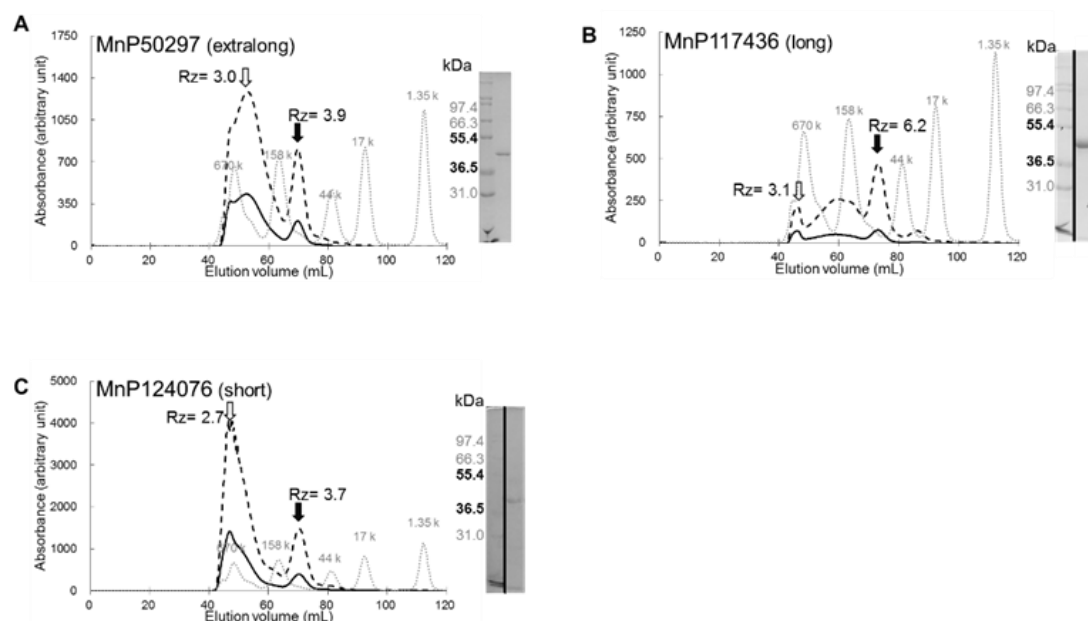 A
MnP50297 (extralong)
Absorbance (arbitrary unit)
1750
1400
1050
700
350
0
Rz= 3.0
Rz= 3.9
670 k
158 k
44 k
17 k
1.35 k
0 20 40 60 80 100 120
Elution volume (mL)
kDa
97.4
66.3
55.4
36.5
31.0
B
MnP117436 (long)
Absorbance (arbitrary unit)
1250
1000
750
500
250
0
Rz= 3.1
Rz= 6.2
670 k
158 k
44 k
17 k
1.35 k
0 20 40 60 80 100 120
Elution volume (mL)
kDa
97.4
66.3
55.4
36.5
31.0
C
MnP124076 (short)
Absorbance (arbitrary unit)
5000
4000
3000
2000
1000
0
Rz= 2.7
Rz= 3.7
158 k
44 k
17 k
1.35 k
0 20 40 60 80 100 120
Elution volume (mL)
kDa
97.4
66.3
55.4
36.5
31.0